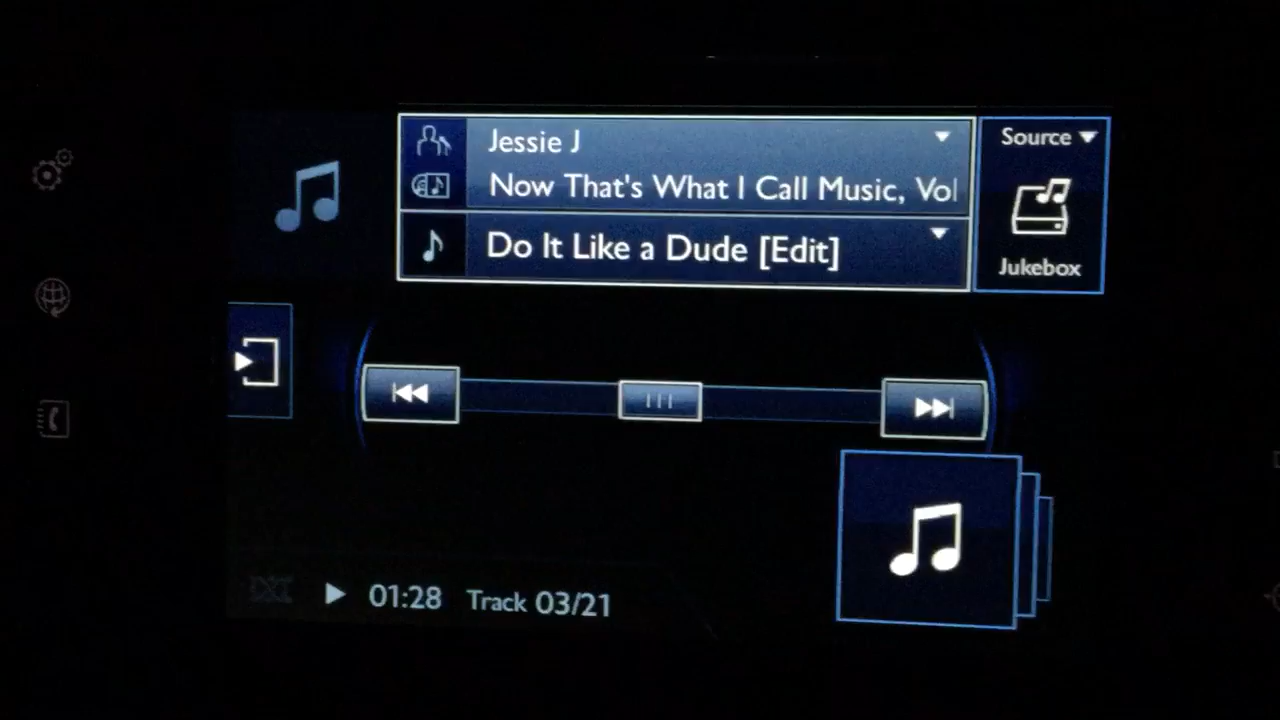 Jessie J
Now That's What I Call Music, Vol
Do It Like a Dude [Edit]
Source
Jukebox
01:28 Track 03/21